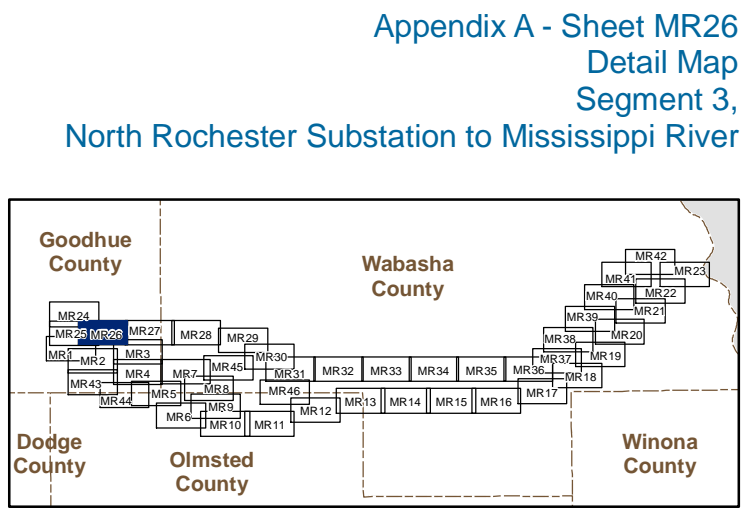 Appendix A - Sheet MR26
Detail Map
Segment 3,
North Rochester Substation to Mississippi River
Goodhue
County
Wabasha
County
MR42
MR41
MR23
MR40
MR22
MR24
MR21
MR39
MR25
MR26
MR27
MR28
MR20
MR29
MR38
MR1
MR2
MR3
MR30
MR37
MR19
MR4
MR7
MR45
MR31
MR32
MR33
MR34
MR35
MR36
MR18
MR43
MR44
MR5
MR8
MR46
MR17
MR6
MR9
MR12
MR13
MR14
MR15
MR16
MR10
MR11
Dodge
County
Olmsted
County
Winona
County